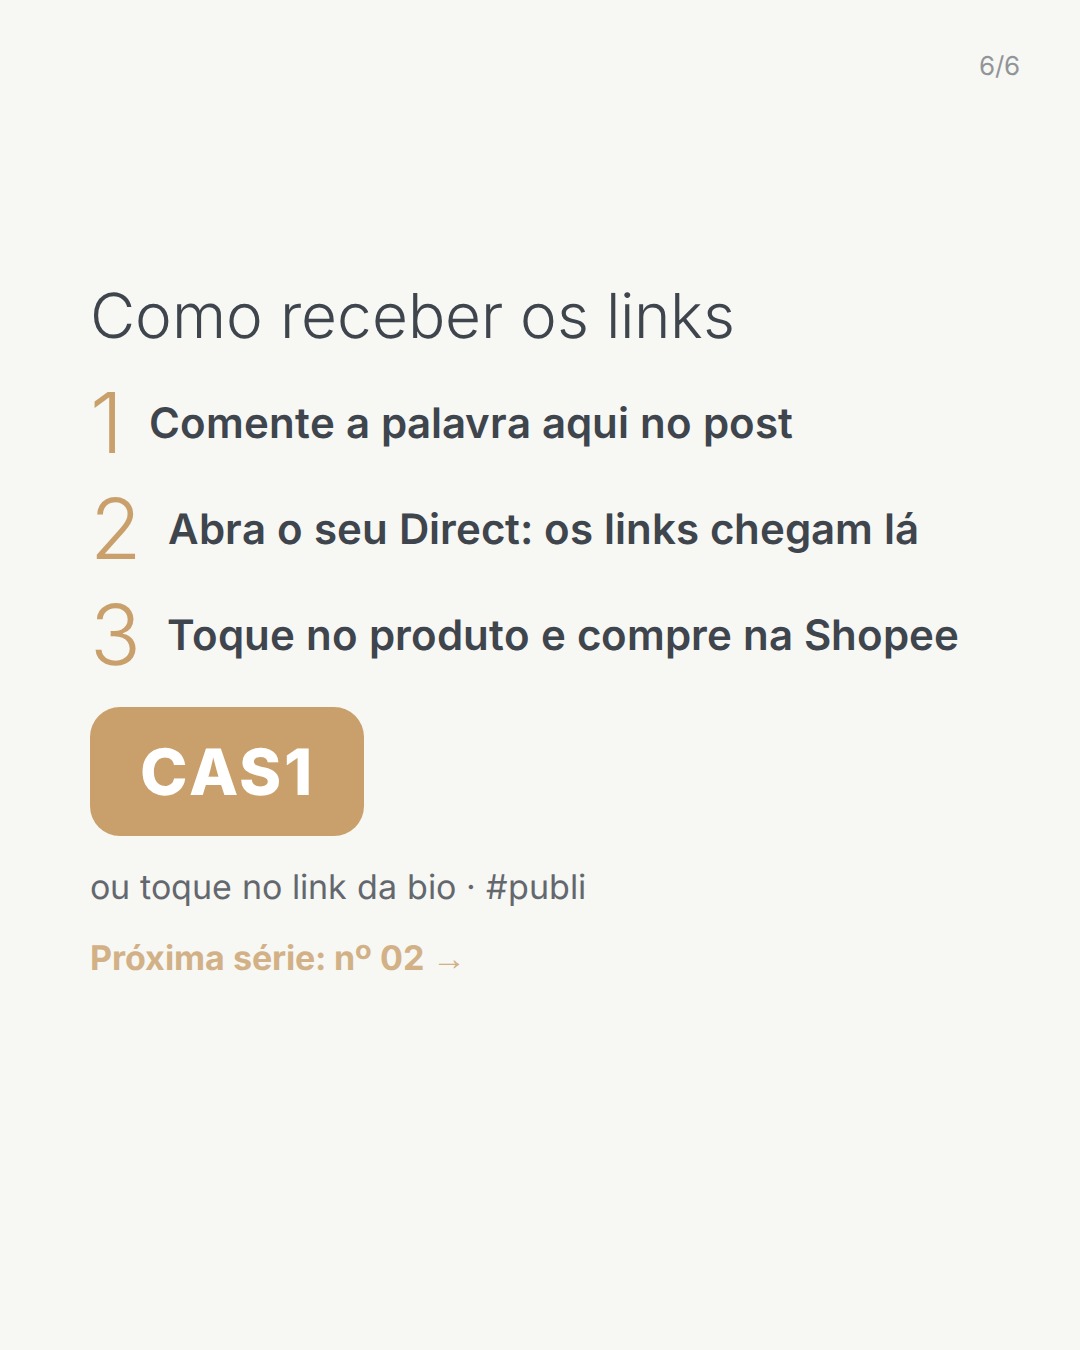 6/6
Como receber os links
1 Comente a palavra aqui no post
2 Abra o seu Direct: os links chegam lá
3 Toque no produto e compre na Shopee
CAS1
ou toque no link da bio · #publi
Próxima série: nº 02 →